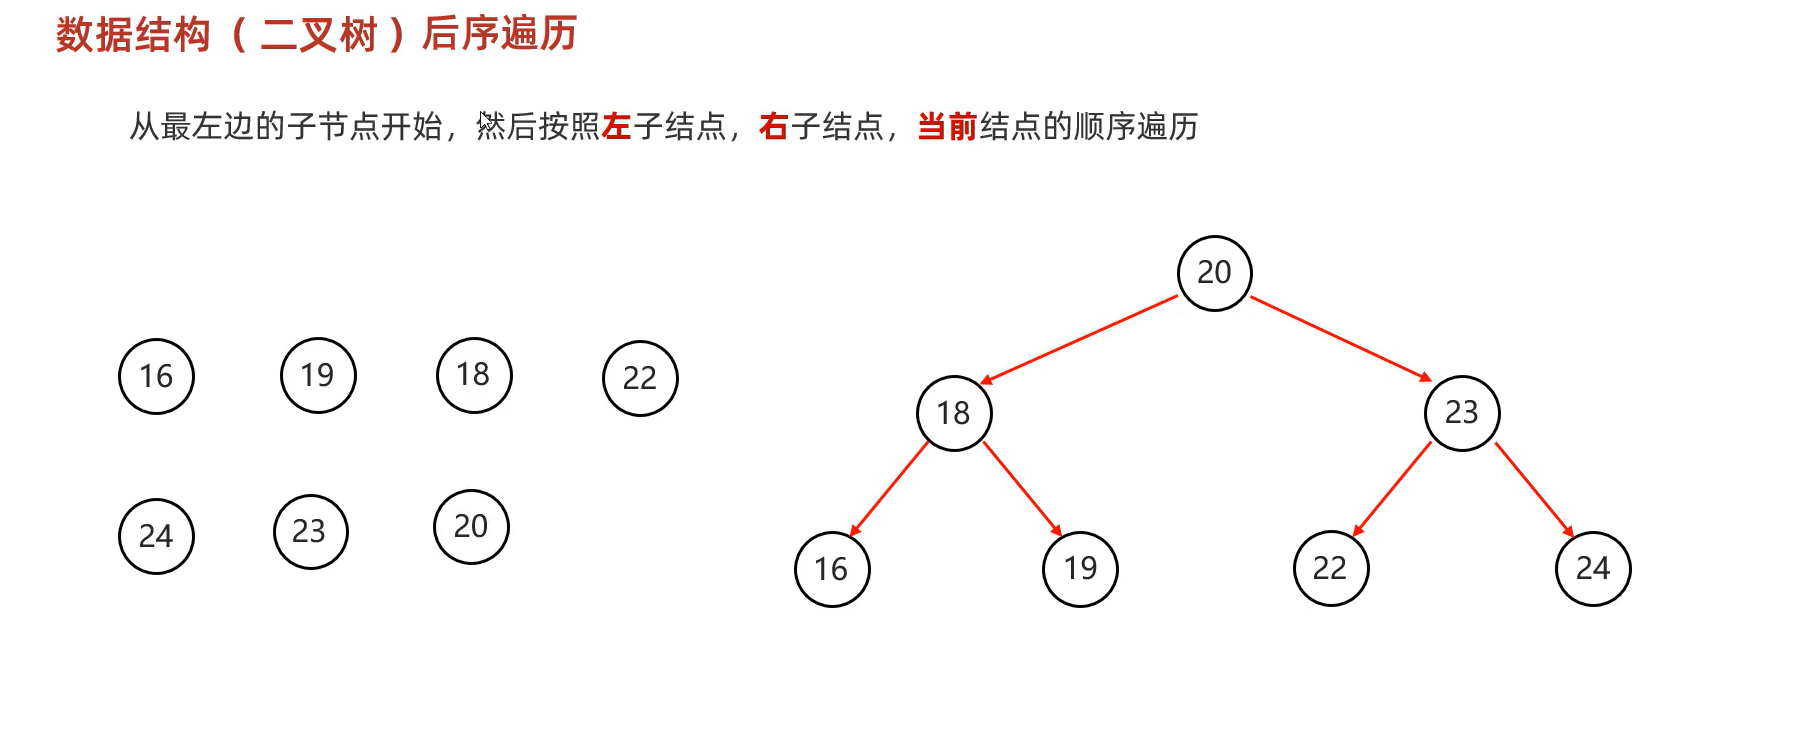 数据结构（二叉树）后序遍历
从最左边的子节点开始，然后按照左子结点，右子结点，当前结点的顺序遍历
20
16 19 18 22
18 23
24 23 20
16 19 22 24